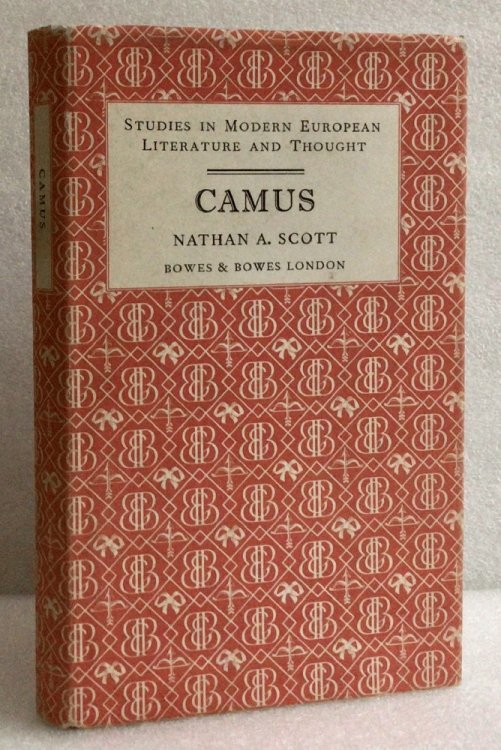 STUDIES IN MODERN EUROPEAN
LITERATURE AND THOUGHT
CAMUS
NATHAN A. SCOTT
BOWES & BOWES LONDON
CAMUS